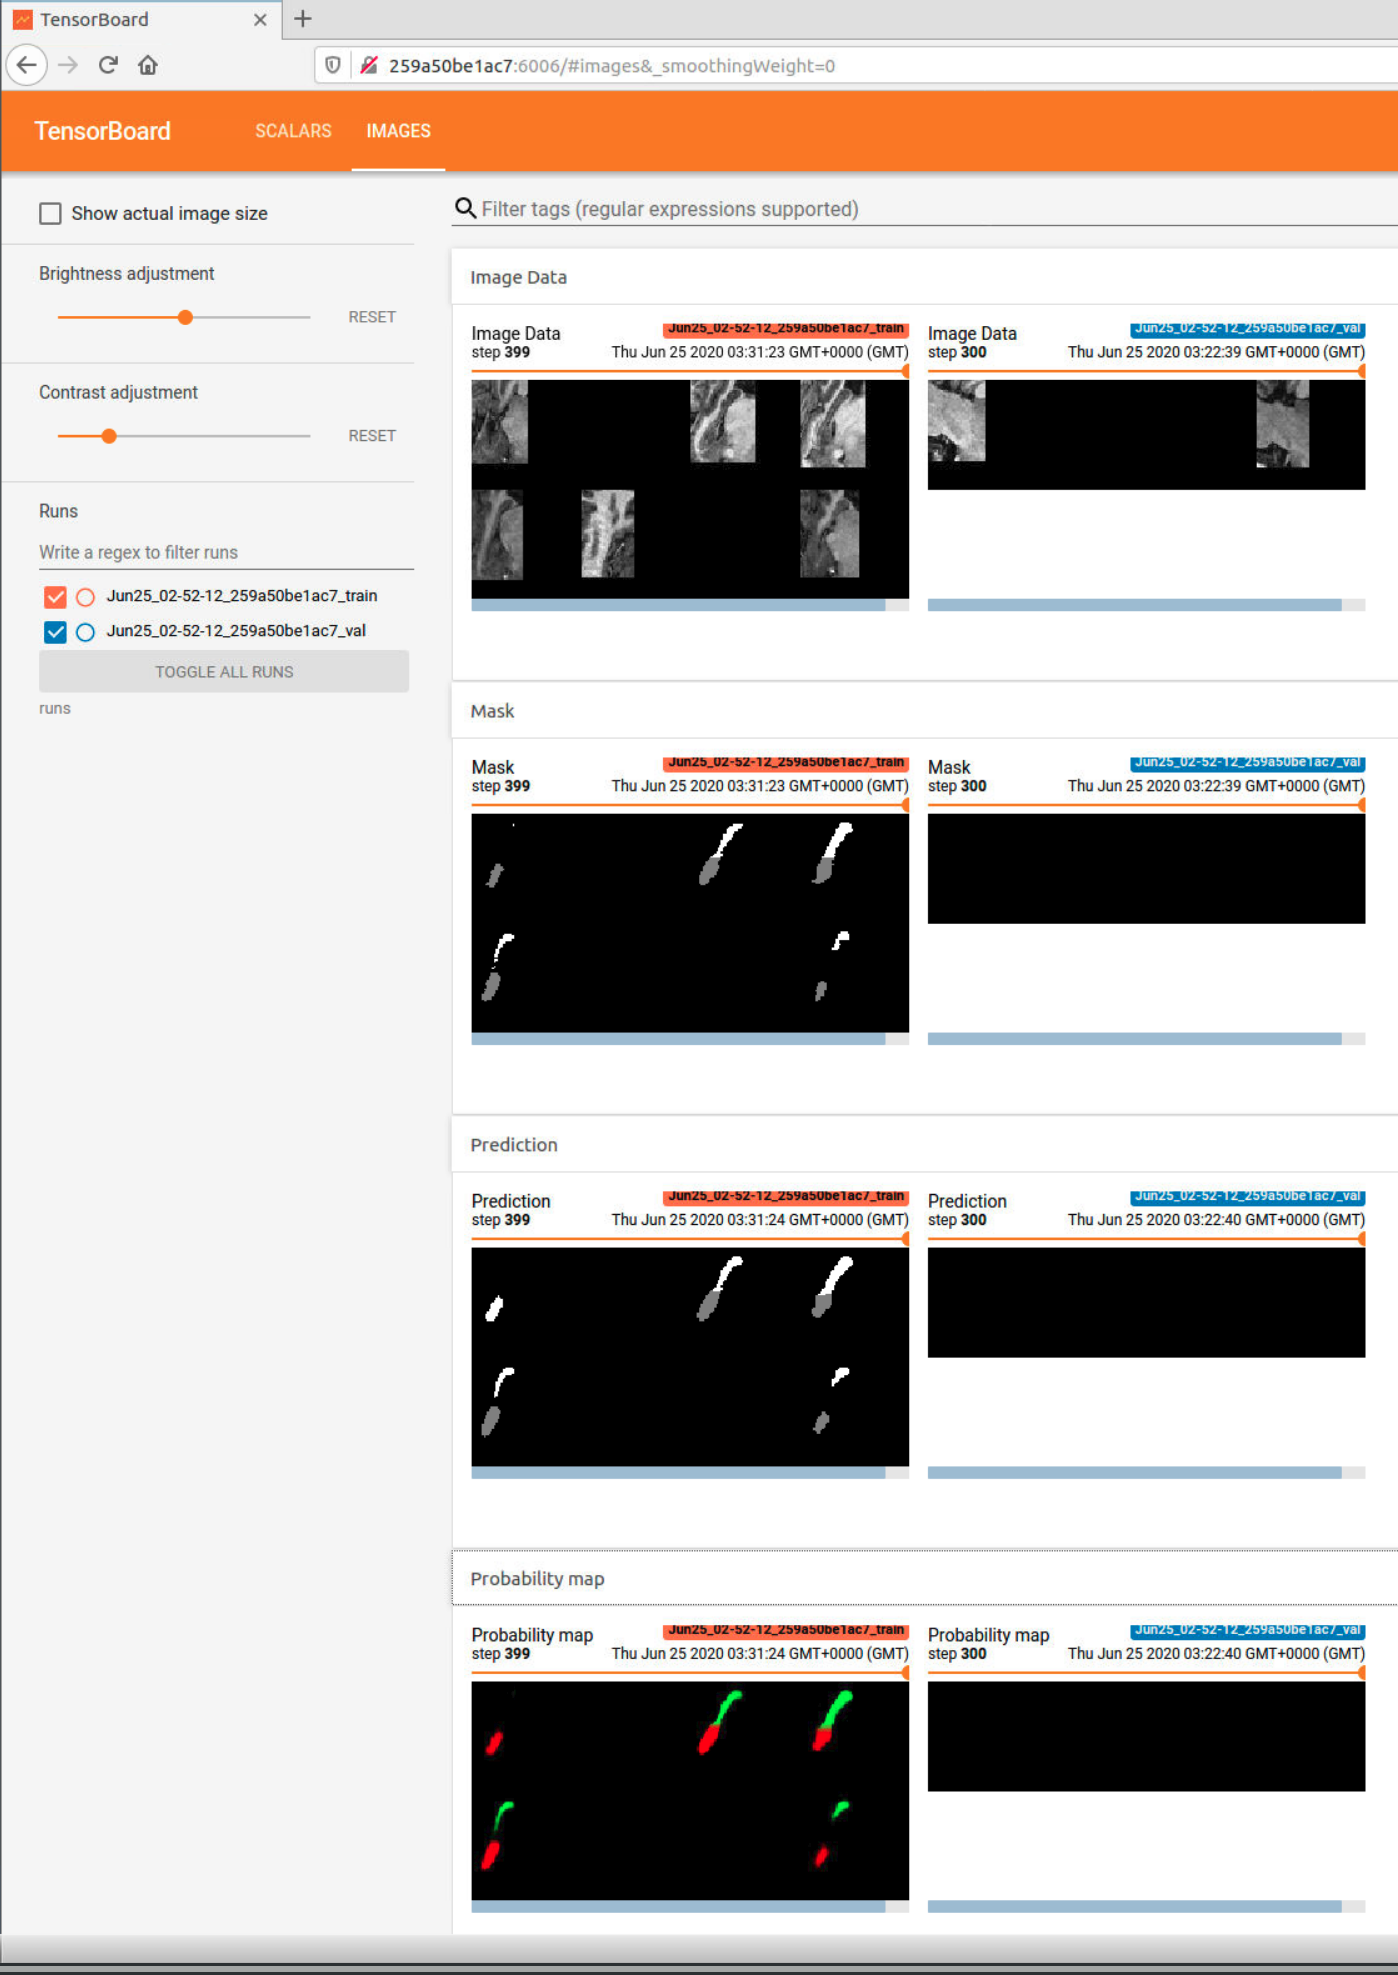 TensorBoard
259a50be1ac7:6006/#images&_smoothingWeight=0
TensorBoard SCALARS IMAGES
Show actual image size
Brightness adjustment
RESET
Contrast adjustment
RESET
Runs
Write a regex to filter runs
Jun25_02-52-12_259a50be1ac7_train
Jun25_02-52-12_259a50be1ac7_val
TOGGLE ALL RUNS
runs
Filter tags (regular expressions supported)
Image Data
Image Data Jun25_02-52-12_259a50be1ac7_train
step 399 Thu Jun 25 2020 03:31:23 GMT+0000 (GMT)
Image Data Jun25_02-52-12_259a50be1ac7_val
step 300 Thu Jun 25 2020 03:22:39 GMT+0000 (GMT)
Mask
Mask Jun25_02-52-12_259a50be1ac7_train
step 399 Thu Jun 25 2020 03:31:23 GMT+0000 (GMT)
Mask Jun25_02-52-12_259a50be1ac7_val
step 300 Thu Jun 25 2020 03:22:39 GMT+0000 (GMT)
Prediction
Prediction Jun25_02-52-12_259a50be1ac7_train
step 399 Thu Jun 25 2020 03:31:24 GMT+0000 (GMT)
Prediction Jun25_02-52-12_259a50be1ac7_val
step 300 Thu Jun 25 2020 03:22:40 GMT+0000 (GMT)
Probability map
Probability map Jun25_02-52-12_259a50be1ac7_train
step 399 Thu Jun 25 2020 03:31:24 GMT+0000 (GMT)
Probability map Jun25_02-52-12_259a50be1ac7_val
step 300 Thu Jun 25 2020 03:22:40 GMT+0000 (GMT)